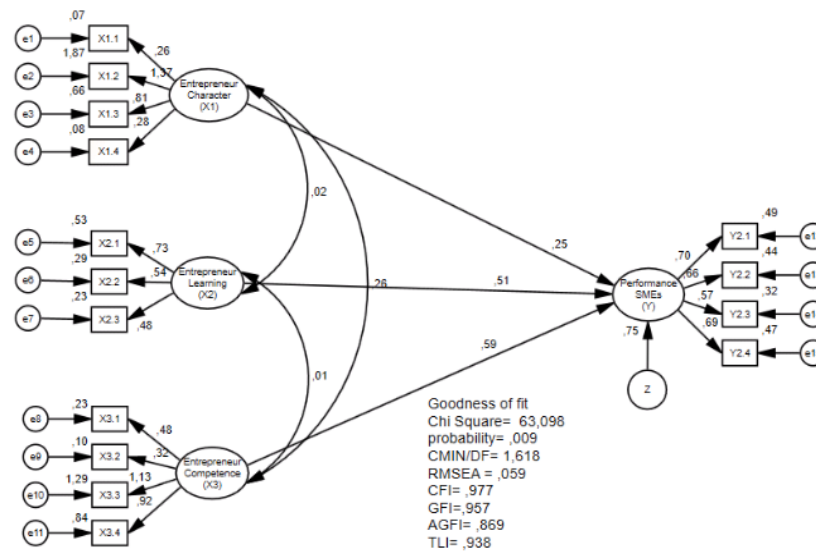 ,07
e1 X1.1 ,26
1,87
e2 X1.2 1,37
,66
e3 X1.3 ,81
,08
e4 X1.4 ,28
Entrepreneur
Character
(X1)
,53
e5 X2.1 ,73
,29
e6 X2.2 ,54
,23
e7 X2.3 ,48
Entrepreneur
Learning
(X2)
,23
e8 X3.1 ,48
,10
e9 X3.2 ,32
1,29
e10 X3.3 1,13
,84
e11 X3.4 ,92
Entrepreneur
Competence
(X3)
,02
,26
,01
,25
,51
,59
Performance
SMEs
(Y)
,75
Z
,49
,70 Y2.1
,44
,66 Y2.2
,32
,57 Y2.3
,47
,69 Y2.4
Goodness of fit
Chi Square= 63,098
probability= ,009
CMIN/DF= 1,618
RMSEA = ,059
CFI= ,977
GFI= ,957
AGFI= ,869
TLI= ,938